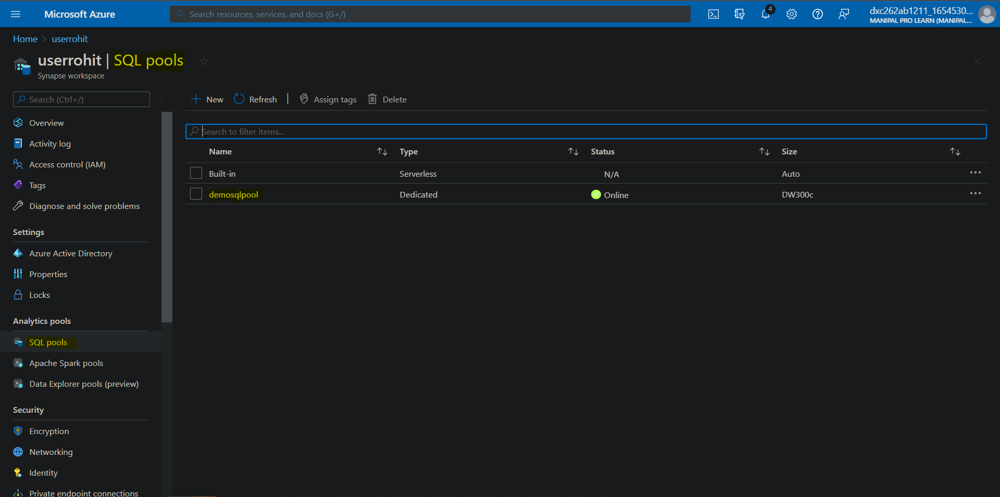 Microsoft Azure
Search resources, services, and docs (G+/)
4
dxc262ab1211_1654530...
MANIPAL PRO LEARN (MANIPAL...
Home > userrohit
userrohit | SQL pools
Synapse workspace
Search (Ctrl+/)
Overview
Activity log
Access control (IAM)
Tags
Diagnose and solve problems
Settings
Azure Active Directory
Properties
Locks
Analytics pools
SQL pools
Apache Spark pools
Data Explorer pools (preview)
Security
Encryption
Networking
Identity
Private endpoint connections
New Refresh Assign tags Delete
Search to filter items...
Name Type Status Size
Built-in Serverless N/A Auto
demosqlpool Dedicated Online DW300c